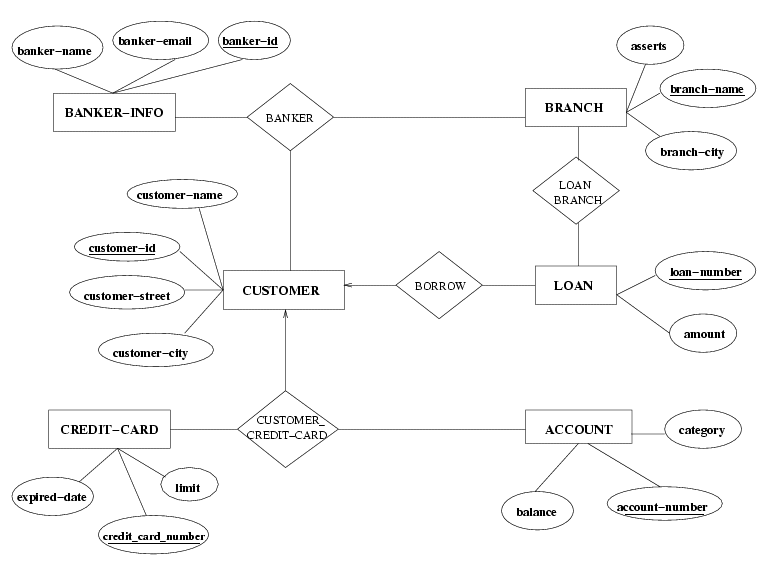 banker-name
banker-email
banker-id
asserts
BANKER-INFO
BANKER
BRANCH
branch-name
branch-city
customer-name
LOAN
BRANCH
customer-id
customer-street
customer-city
CUSTOMER
BORROW
LOAN
loan-number
amount
CREDIT-CARD
CUSTOMER_
CREDIT-CARD
ACCOUNT
category
expired-date
limit
credit_card_number
balance
account-number